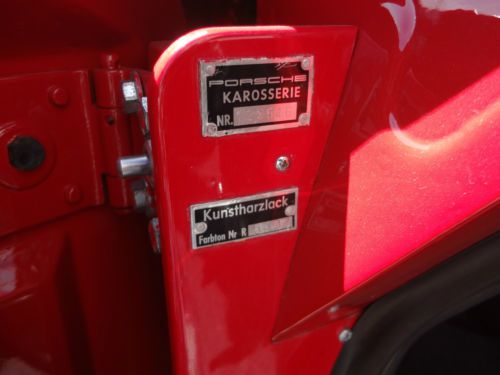 PORSCHE
KAROSSERIE
NR.
Kunstharzlack
Farbton Nr R